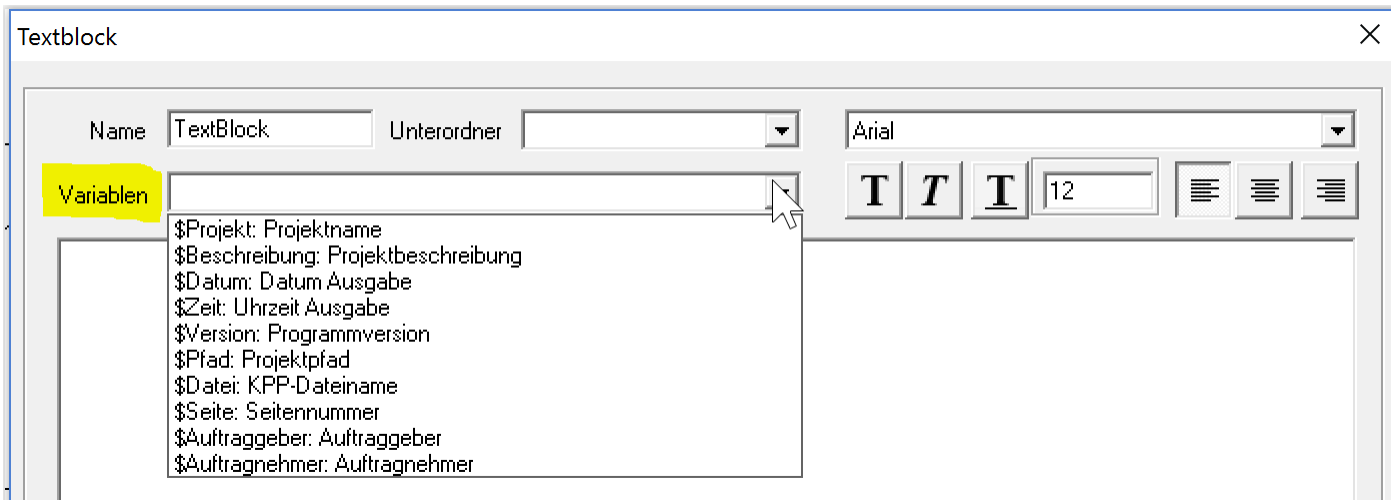 Textblock
Name TextBlock Unterordner Arial
Variablen T T T 12
$Projekt: Projektname
$Beschreibung: Projektbeschreibung
$Datum: Datum Ausgabe
$Zeit: Uhrzeit Ausgabe
$Version: Programmversion
$Pfad: Projektpfad
$Datei: KPP-Dateiname
$Seite: Seitennummer
$Auftraggeber: Auftraggeber
$Auftragnehmer: Auftragnehmer